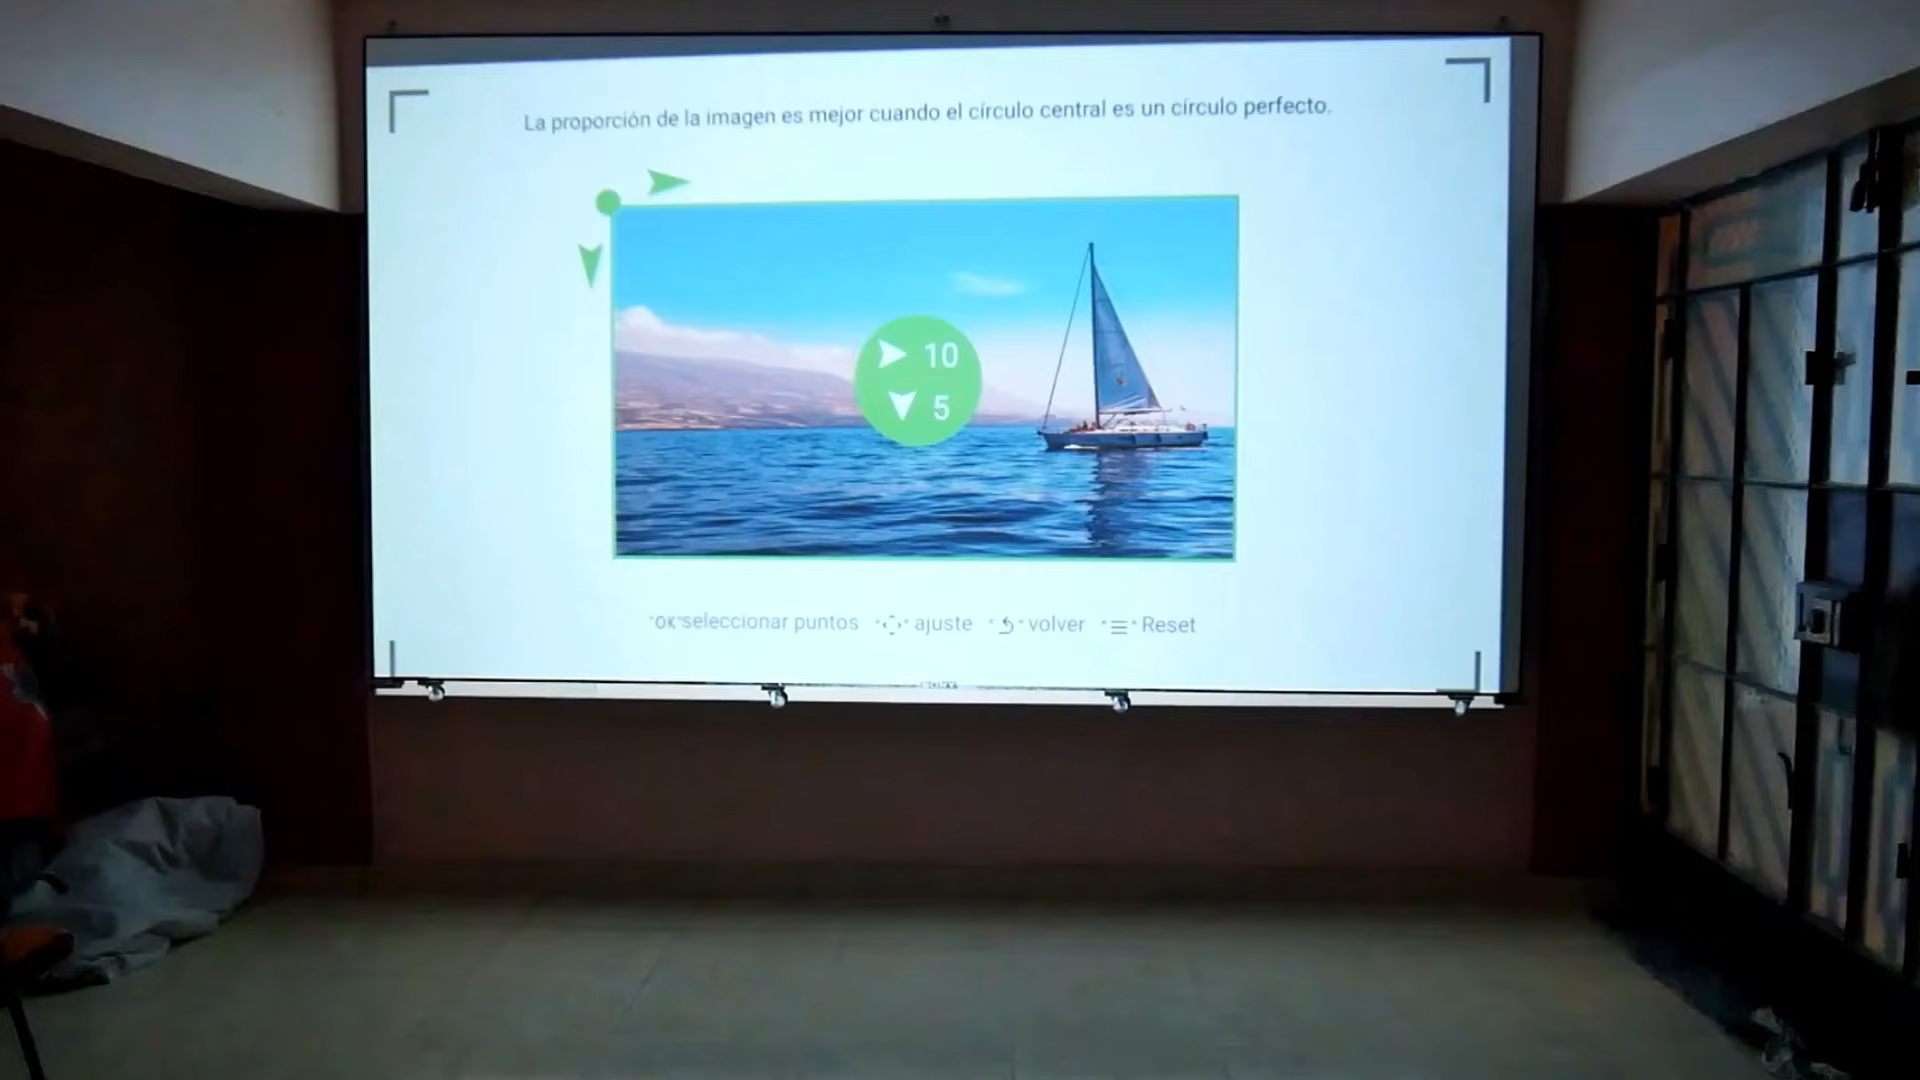 La proporción de la imagen es mejor cuando el círculo central es un círculo perfecto.
10
5
"OK"seleccionar puntos " " ajuste " " volver " " Reset
SONY